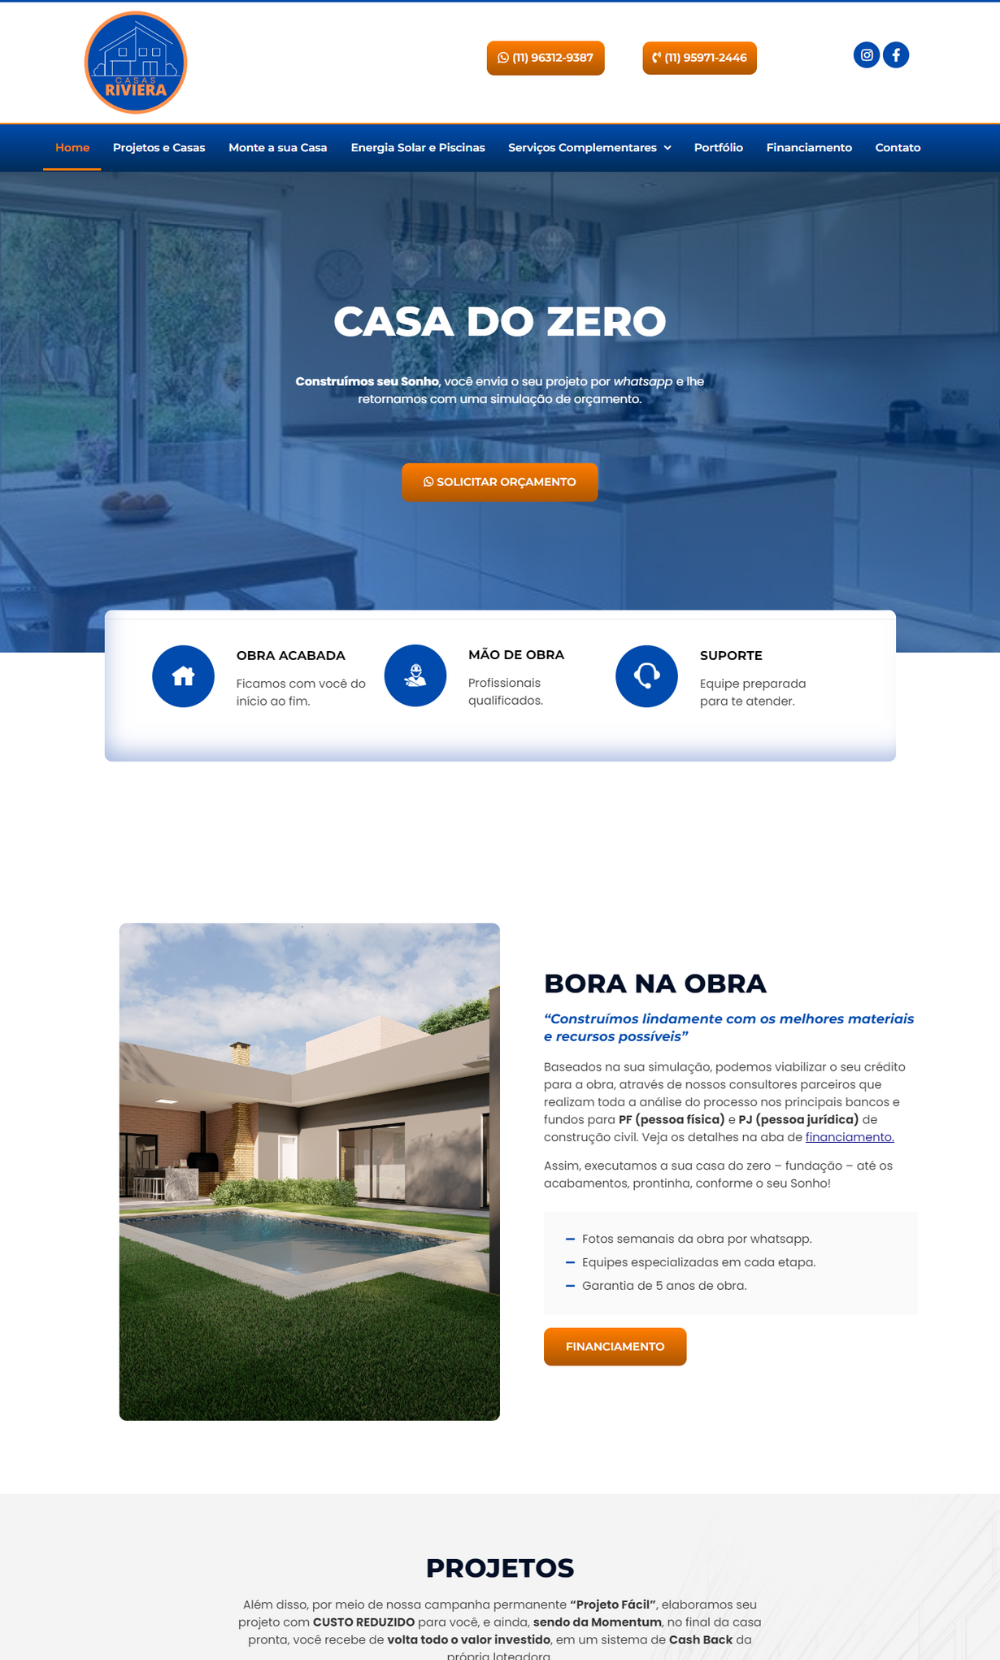 CASAS
RIVIERA
(11) 96312-9387
(11) 95971-2446
Home
Projetos e Casas
Monte a sua Casa
Energia Solar e Piscinas
Serviços Complementares
Portfólio
Financiamento
Contato
CASA DO ZERO
Construímos seu Sonho, você envia o seu projeto por whatsapp e lhe
retornamos com uma simulação de orçamento.
SOLICITAR ORÇAMENTO
OBRA ACABADA
Ficamos com você do
início ao fim.
MÃO DE OBRA
Profissionais
qualificados.
SUPORTE
Equipe preparada
para te atender.
BORA NA OBRA
“Construímos lindamente com os melhores materiais
e recursos possíveis”
Baseados na sua simulação, podemos viabilizar o seu crédito
para a obra, através de nossos consultores parceiros que
realizam toda a análise do processo nos principais bancos e
fundos para PF (pessoa física) e PJ (pessoa jurídica) de
construção civil. Veja os detalhes na aba de financiamento.
Assim, executamos a sua casa do zero – fundação – até os
acabamentos, prontinha, conforme o seu Sonho!
Fotos semanais da obra por whatsapp.
Equipes especializadas em cada etapa.
Garantia de 5 anos de obra.
FINANCIAMENTO
PROJETOS
Além disso, por meio de nossa campanha permanente “Projeto Fácil”, elaboramos seu
projeto com CUSTO REDUZIDO para você, e ainda, sendo da Momentum, no final da casa
pronta, você recebe de volta todo o valor investido, em um sistema de Cash Back da
própria loteadora.